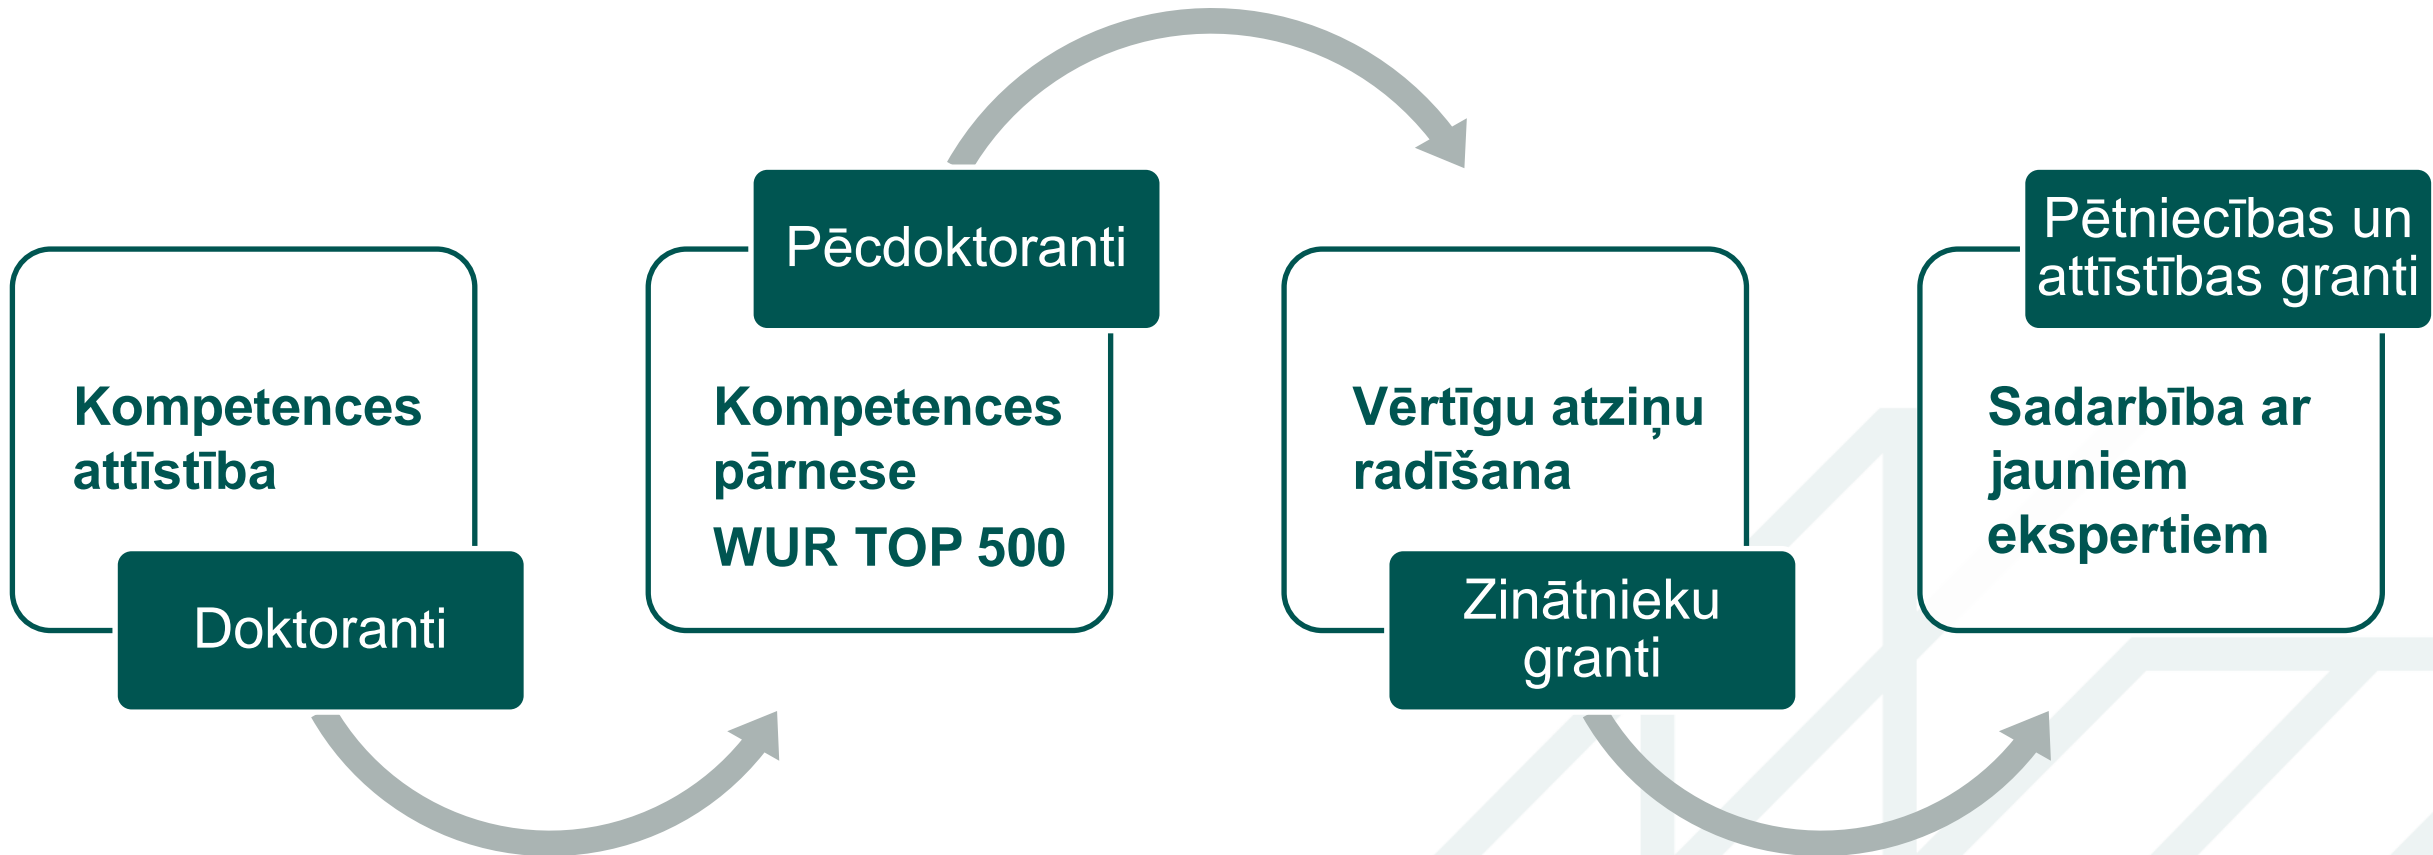 Kompetences
attīstība
Doktoranti
Pēcdoktoranti
Kompetences
pārnese
WUR TOP 500
Vērtīgu atziņu
radīšana
Zinātnieku
granti
Pētniecības un
attīstības granti
Sadarbība ar
jauniem
ekspertiem